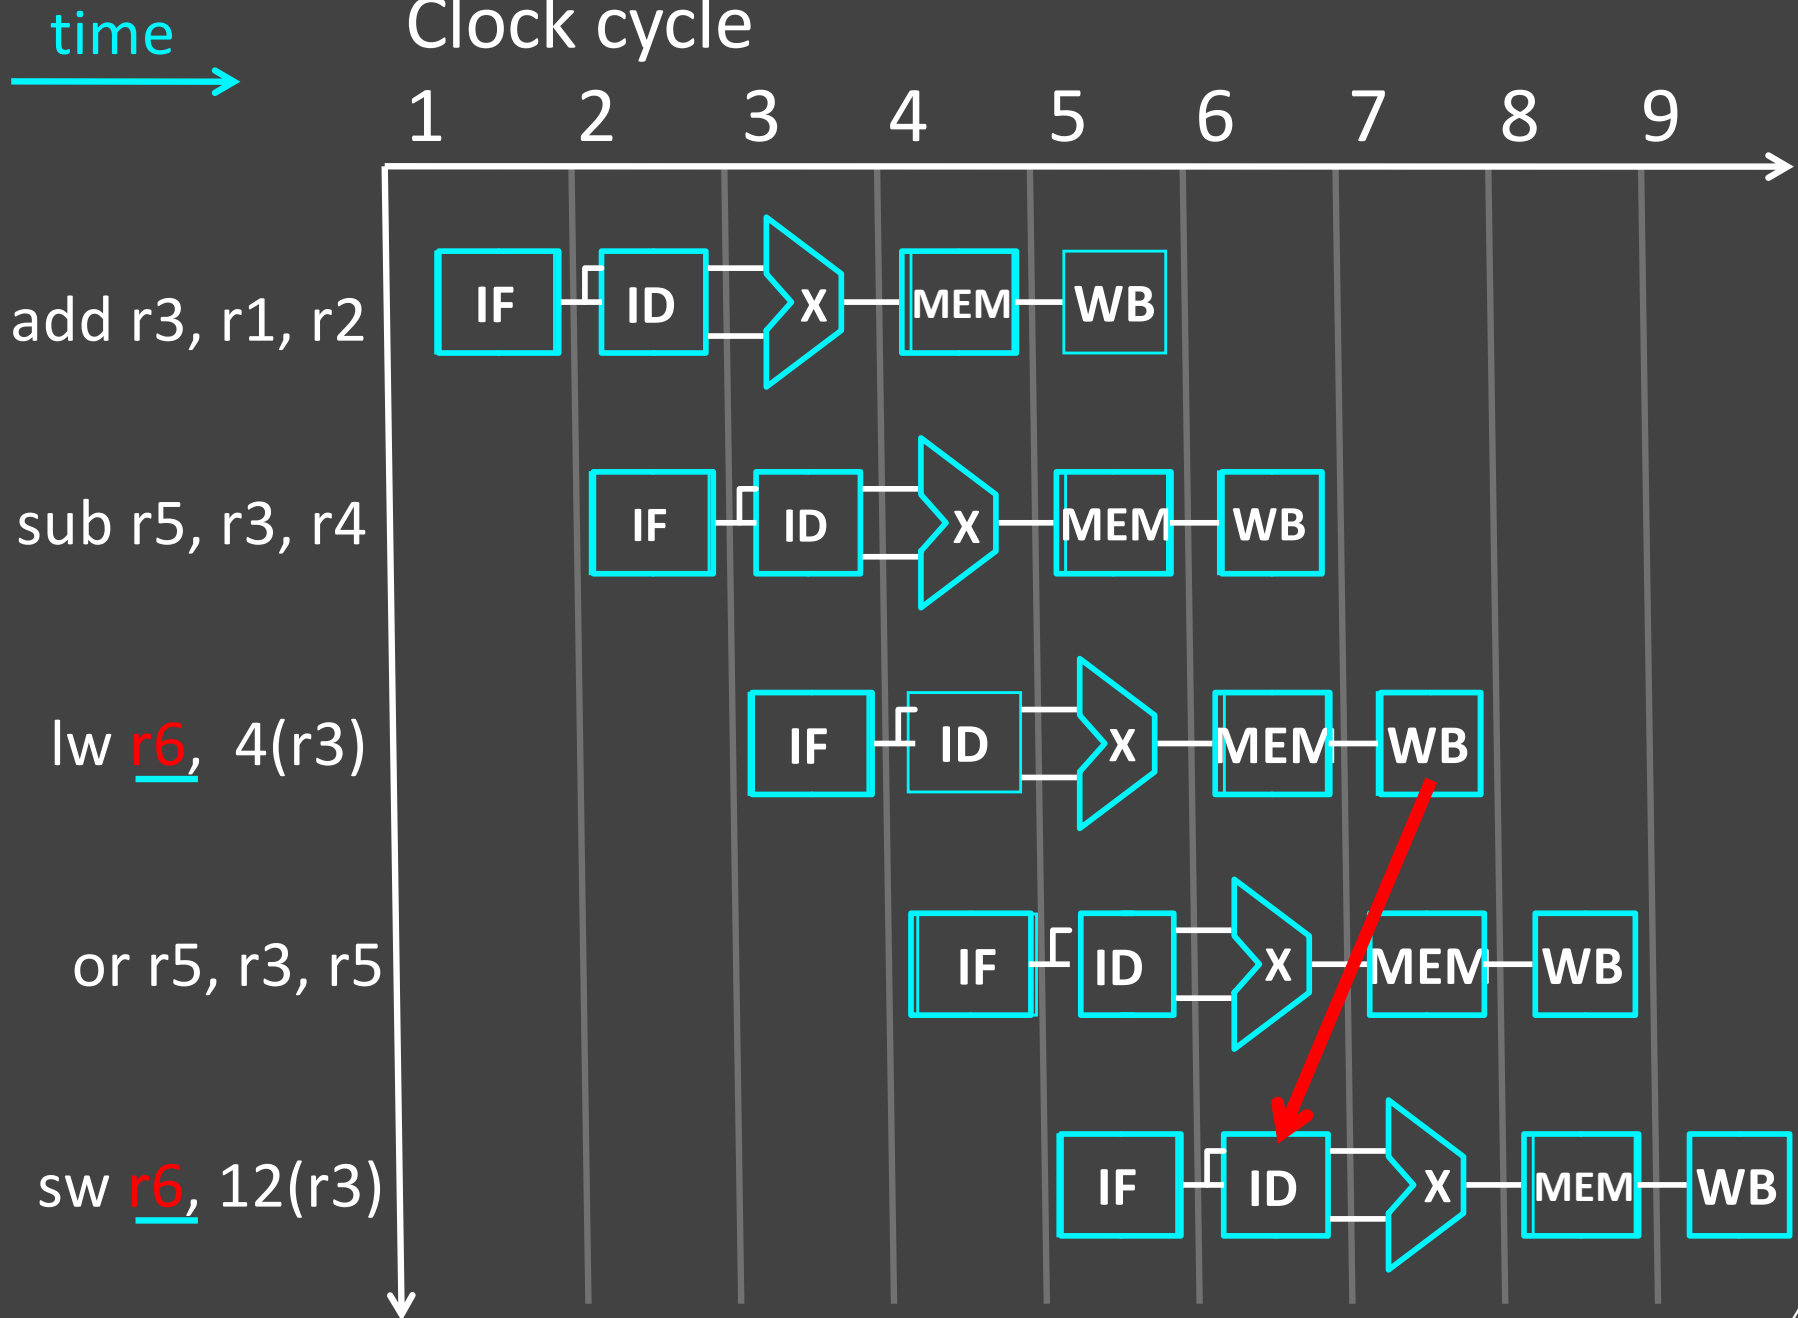 time
Clock cycle
1 2 3 4 5 6 7 8 9
add r3, r1, r2 IF ID X MEM WB
sub r5, r3, r4 IF ID X MEM WB
lw r6, 4(r3) IF ID X MEM WB
or r5, r3, r5 IF ID X MEM WB
sw r6, 12(r3) IF ID X MEM WB